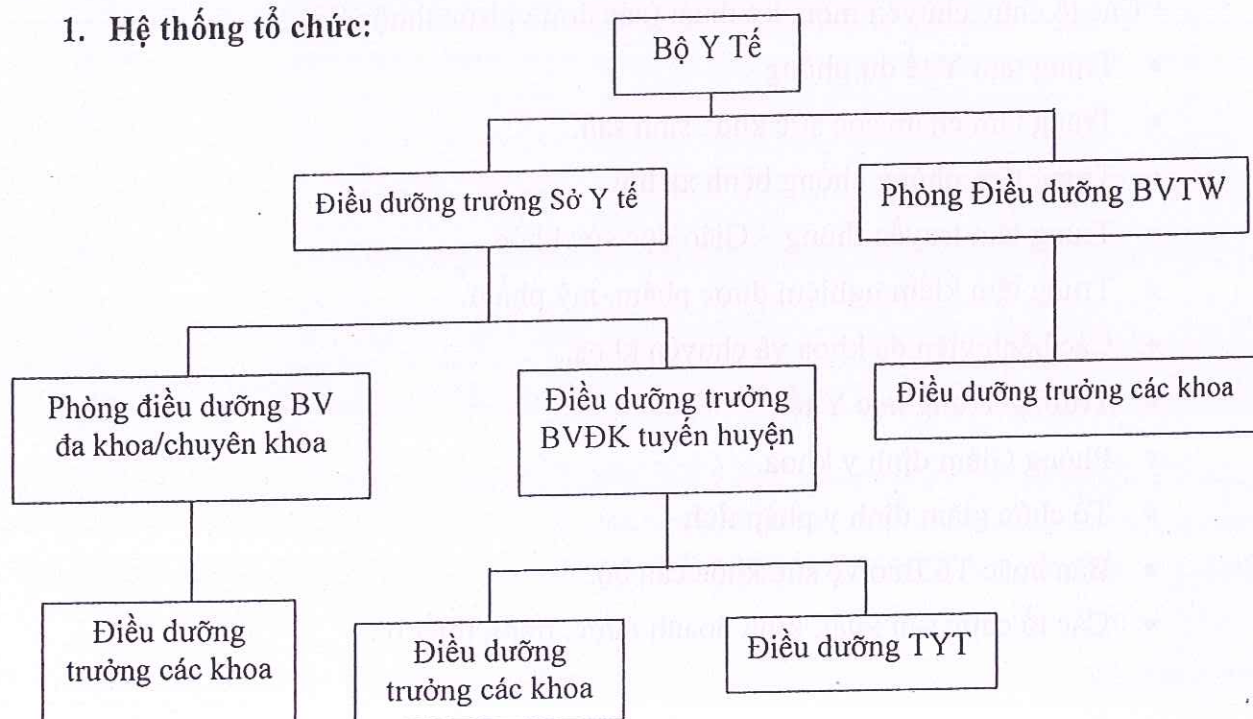 1. Hệ thống tổ chức:
Bộ Y Tế
Điều dưỡng trưởng Sở Y tế
Phòng Điều dưỡng BVTW
Phòng điều dưỡng BV
đa khoa/chuyên khoa
Điều dưỡng trưởng
BVĐK tuyến huyện
Điều dưỡng trưởng các khoa
Điều dưỡng
trưởng các khoa
Điều dưỡng
trưởng các khoa
Điều dưỡng TYT